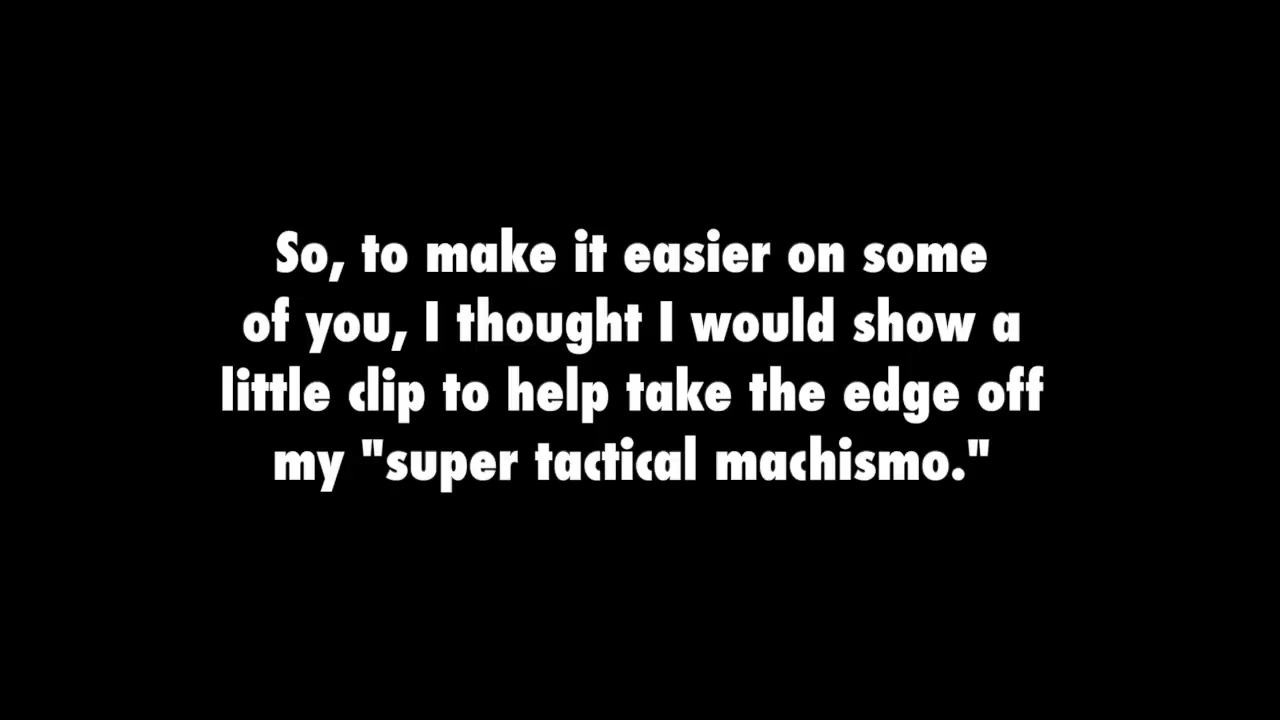 So, to make it easier on some
of you, I thought I would show a
little clip to help take the edge off
my "super tactical machismo."